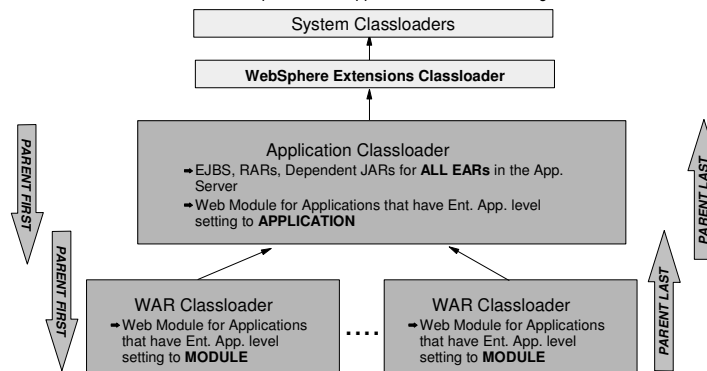 System Classloaders
WebSphere Extensions Classloader
Application Classloader
➨EJBS, RARs, Dependent JARs for ALL EARs in the App.
Server
➨Web Module for Applications that have Ent. App. level
setting to APPLICATION
PARENT FIRST
PARENT LAST
PARENT FIRST
WAR Classloader
➨Web Module for Applications
that have Ent. App. level
setting to MODULE
....
WAR Classloader
➨Web Module for Applications
that have Ent. App. level
setting to MODULE
PARENT LAST